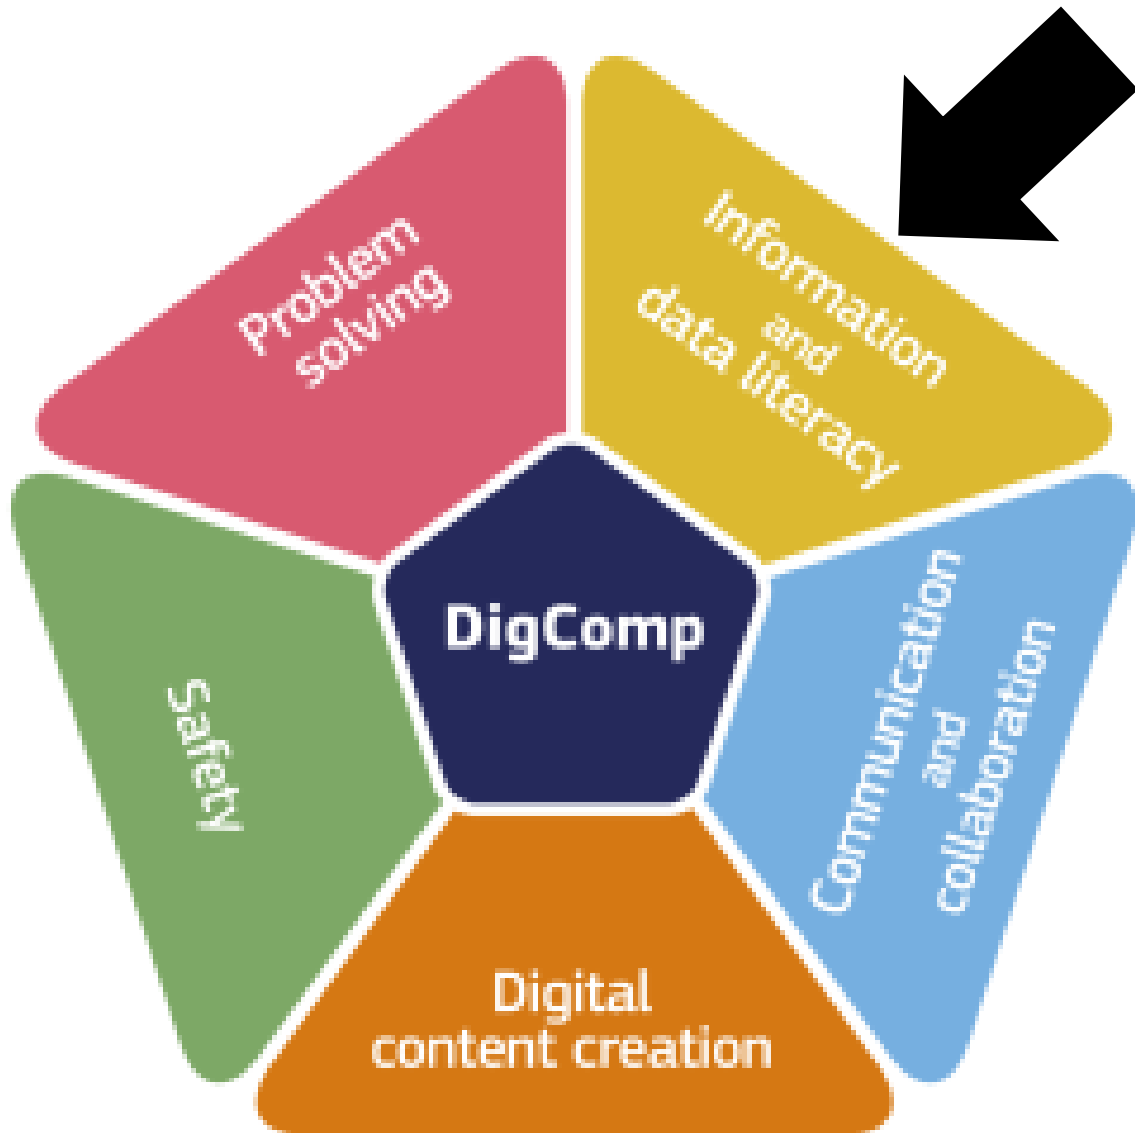 Problem
solving
Information
and
data literacy
DigComp
Safety
Communication
and
collaboration
Digital
content creation